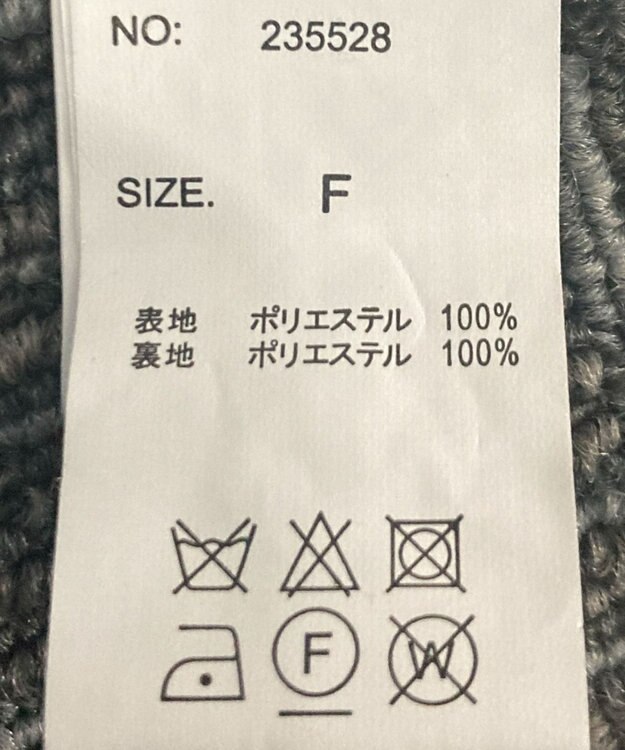 NO: 235528
SIZE. F
表地 ポリエステル 100%
裏地 ポリエステル 100%
F W